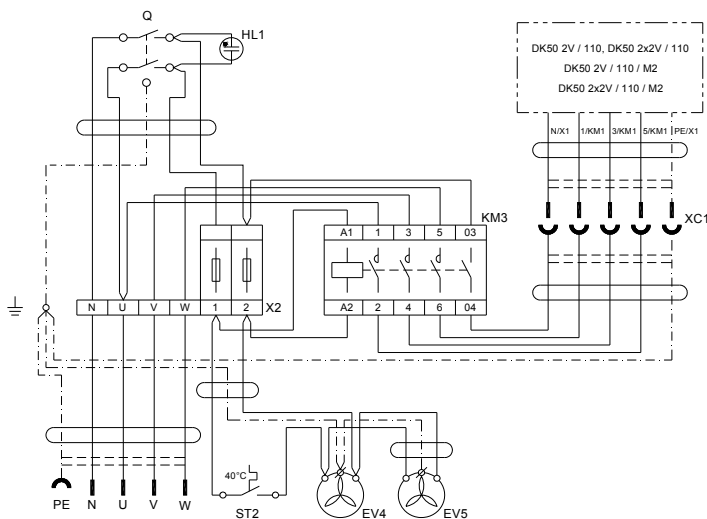 Q
HL1
DK50 2V / 110, DK50 2x2V / 110
DK50 2V / 110 / M2
DK50 2x2V / 110 / M2
N/X1 1/KM1 3/KM1 5/KM1 PE/X1
XC1
KM3
A1 1 3 5 03
N U V W 1 2 X2
A2 2 4 6 04
40°C
PE N U V W
ST2
EV4
EV5